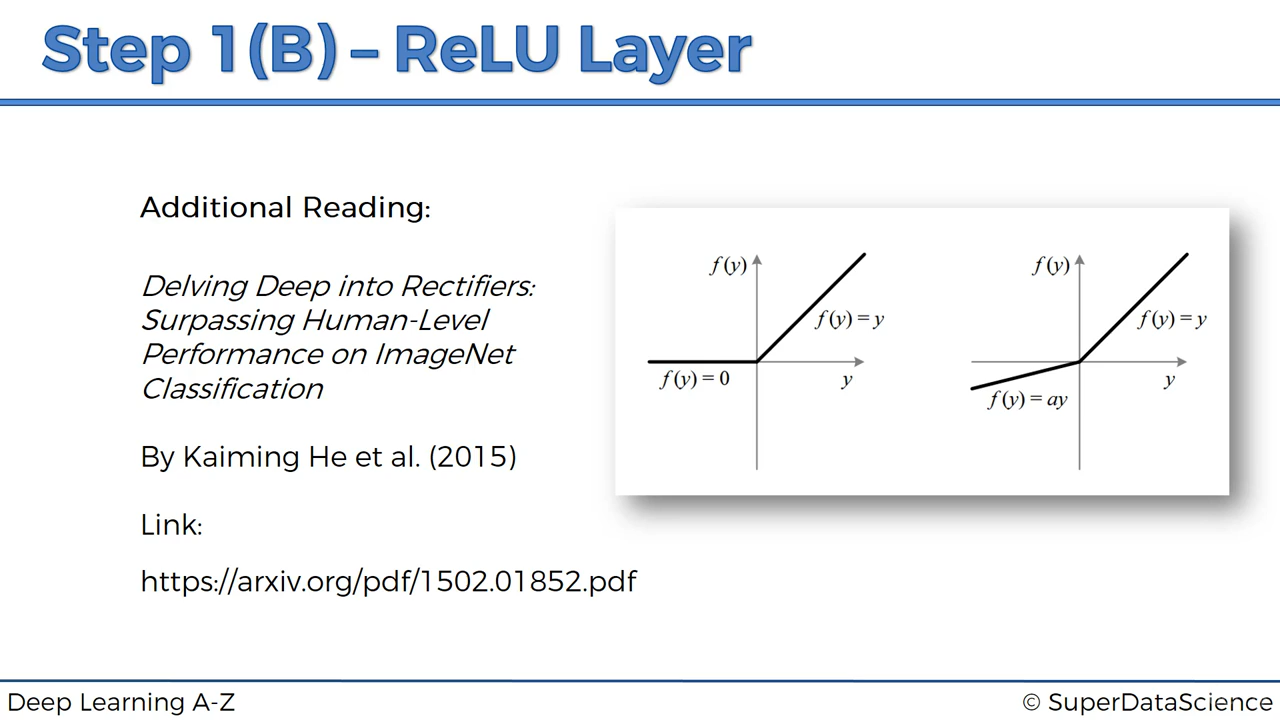 Step 1(B) – ReLU Layer
Additional Reading:
Delving Deep into Rectifiers:
Surpassing Human-Level
Performance on ImageNet
Classification
By Kaiming He et al. (2015)
Link:
https://arxiv.org/pdf/1502.01852.pdf
f(y)
f(y) = y
f(y) = 0
y
f(y)
f(y) = y
f(y) = ay
y
Deep Learning A-Z
© SuperDataScience